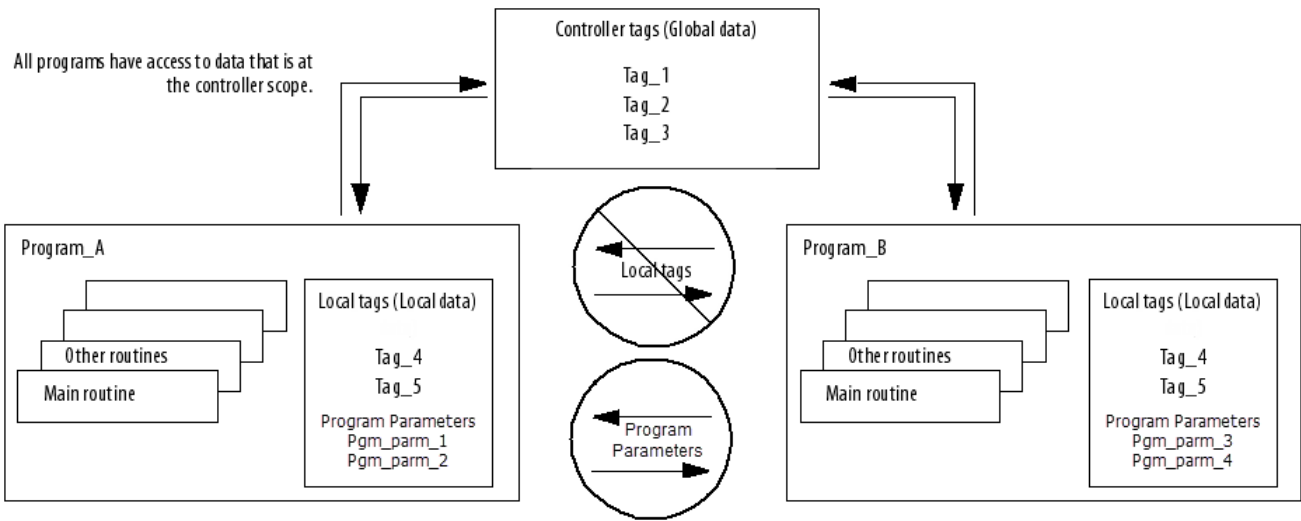 Controller tags (Global data)
Tag_1
Tag_2
Tag_3
All programs have access to data that is at
the controller scope.
Program_A
Other routines
Main routine
Local tags (Local data)
Tag_4
Tag_5
Program Parameters
Pgm_parm_1
Pgm_parm_2
Local tags
Program
Parameters
Program_B
Other routines
Main routine
Local tags (Local data)
Tag_4
Tag_5
Program Parameters
Pgm_parm_3
Pgm_parm_4